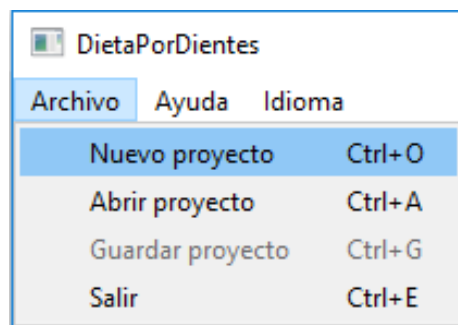 DietaPorDientes
Archivo Ayuda Idioma
Nuevo proyecto Ctrl+O
Abrir proyecto Ctrl+A
Guardar proyecto Ctrl+G
Salir Ctrl+E